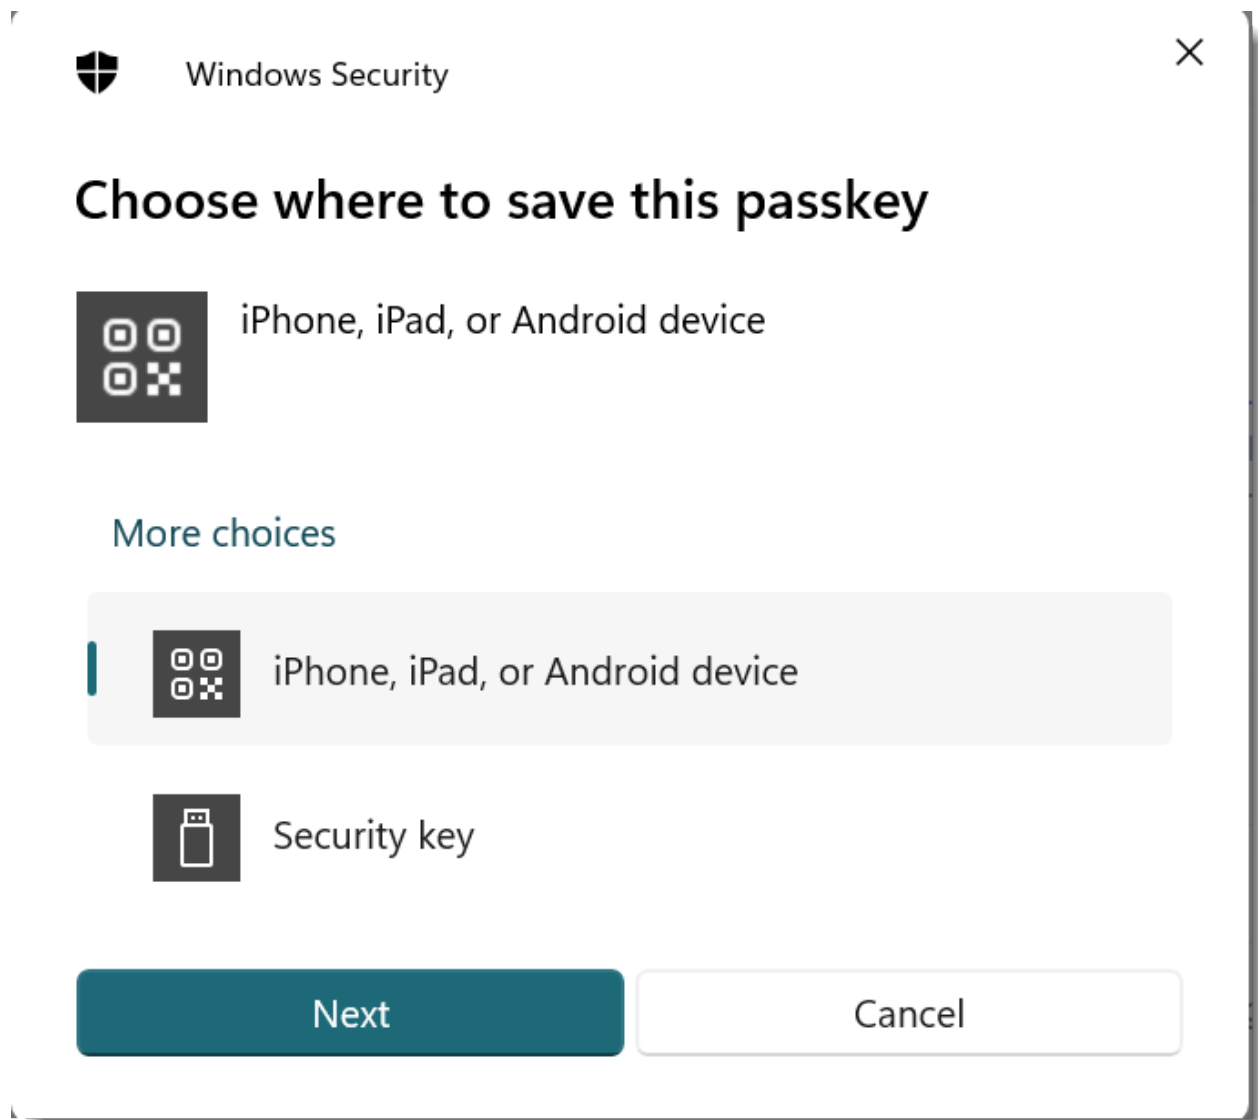 Windows Security
Choose where to save this passkey
iPhone, iPad, or Android device
More choices
iPhone, iPad, or Android device
Security key
Next
Cancel